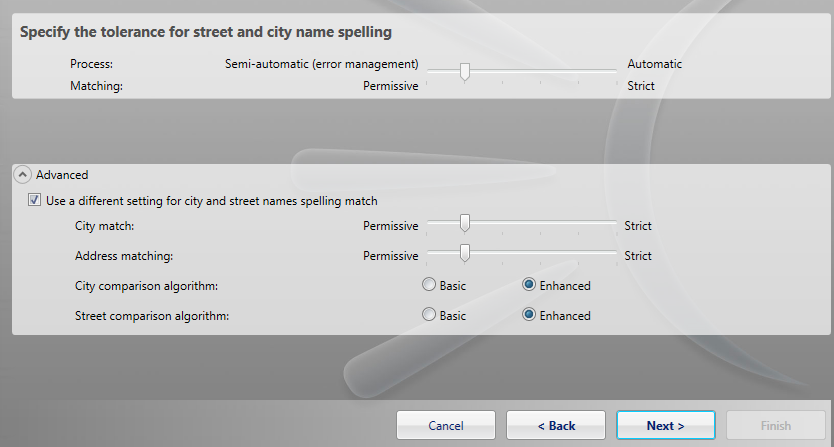 Specify the tolerance for street and city name spelling
Process: Semi-automatic (error management) Automatic
Matching: Permissive Strict
Advanced
Use a different setting for city and street names spelling match
City match: Permissive Strict
Address matching: Permissive Strict
City comparison algorithm: Basic Enhanced
Street comparison algorithm: Basic Enhanced
Cancel < Back Next > Finish